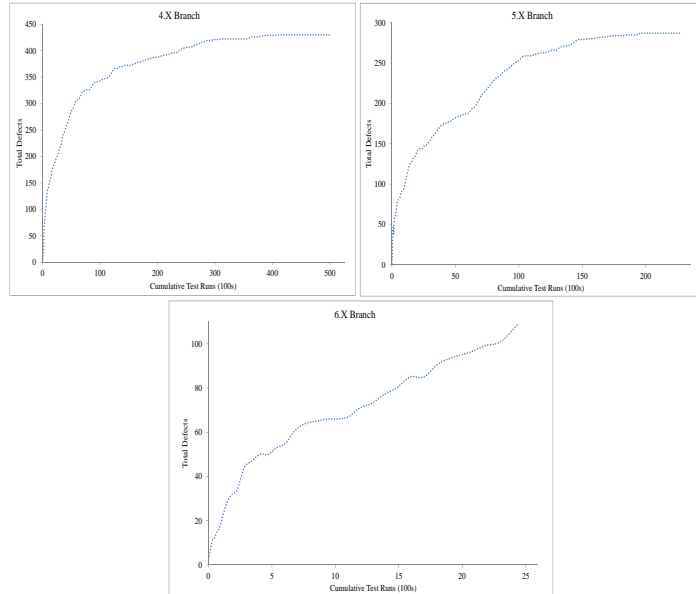 4.X Branch
Total Defects
450
400
350
300
250
200
150
100
50
0
0 100 200 300 400 500
Cumulative Test Runs (100s)
5.X Branch
Total Defects
300
250
200
150
100
50
0
0 50 100 150 200
Cumulative Test Runs (100s)
6.X Branch
Total Defects
100
80
60
40
20
0
0 5 10 15 20 25
Cumulative Test Runs (100s)